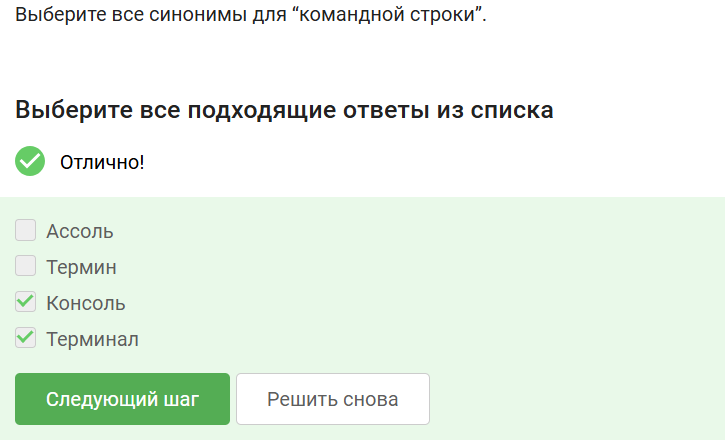 Выберите все синонимы для “командной строки”.
Выберите все подходящие ответы из списка
Отлично!
Ассоль
Термин
Консоль
Терминал
Следующий шаг
Решить снова